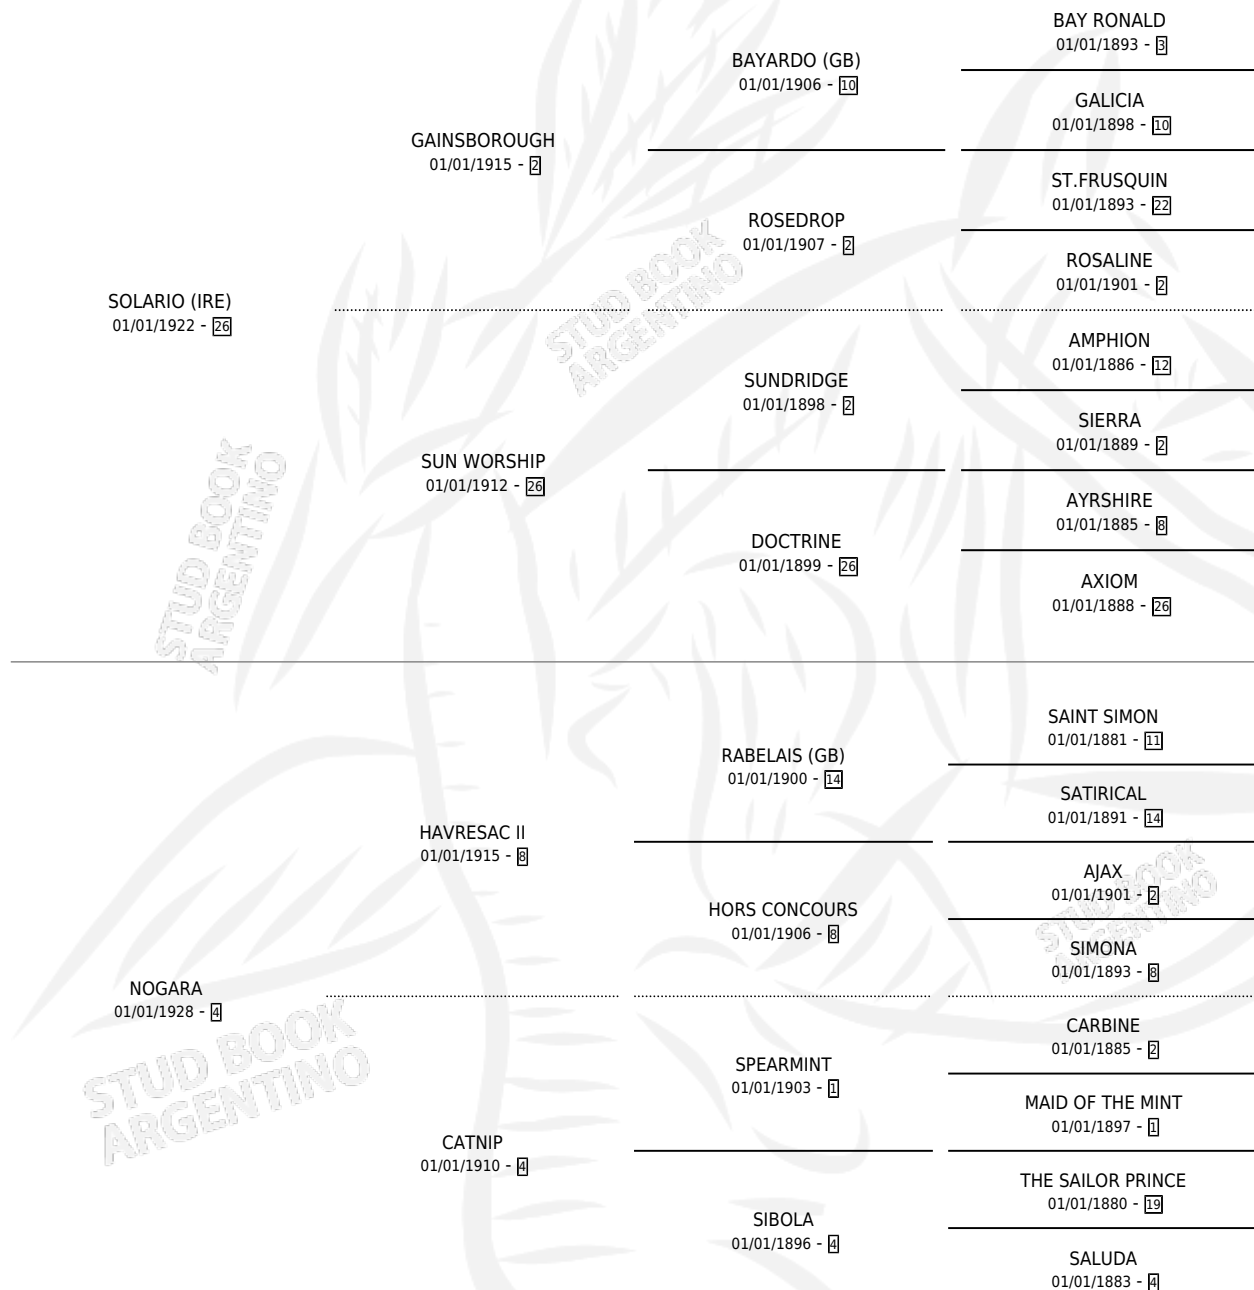 BAY RONALD
01/01/1893 - 3
BAYARDO (GB)
01/01/1906 - 10
GALICIA
01/01/1898 - 10
GAINSBOROUGH
01/01/1915 - 2
ST.FRUSQUIN
01/01/1893 - 22
ROSEDROP
01/01/1907 - 2
ROSALINE
01/01/1901 - 2
SOLARIO (IRE)
01/01/1922 - 26
STUD BOOK
ARGENTINO
AMPHION
01/01/1886 - 12
SUNDRIDGE
01/01/1898 - 2
SIERRA
01/01/1889 - 2
SUN WORSHIP
01/01/1912 - 26
AYRSHIRE
01/01/1885 - 8
DOCTRINE
01/01/1899 - 26
AXIOM
01/01/1888 - 26
STUD BOOK
ARGENTINO
SAINT SIMON
01/01/1881 - 11
RABELAIS (GB)
01/01/1900 - 14
SATIRICAL
01/01/1891 - 14
HAVRESAC II
01/01/1915 - 8
AJAX
01/01/1901 - 2
HORS CONCOURS
01/01/1906 - 8
SIMONA
01/01/1893 - 8
STUD BOOK
ARGENTINO
NOGARA
01/01/1928 - 4
CARBINE
01/01/1885 - 2
SPEARMINT
01/01/1903 - 1
MAID OF THE MINT
01/01/1897 - 1
STUD BOOK
ARGENTINO
CATNIP
01/01/1910 - 4
THE SAILOR PRINCE
01/01/1880 - 19
SIBOLA
01/01/1896 - 4
SALUDA
01/01/1883 - 4